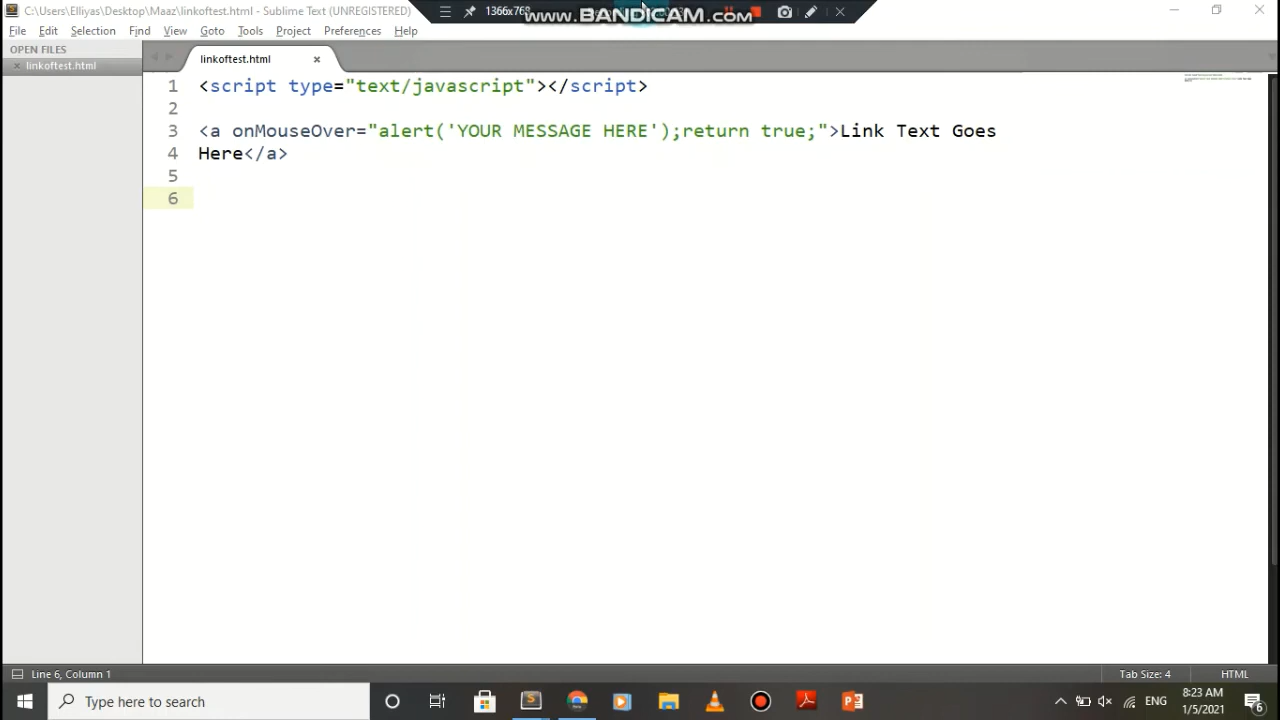 C:\Users\Elliyas\Desktop\Maaz\linkoftest.html - Sublime Text (UNREGISTERED)
1366x768
www.BANDICAM.com
File Edit Selection Find View Goto Tools Project Preferences Help
OPEN FILES
linkoftest.html
linkoftest.html
1 <script type="text/javascript"></script>
2
3 <a onMouseOver="alert('YOUR MESSAGE HERE');return true;">Link Text Goes
4 Here</a>
5
6
Line 6, Column 1
Tab Size: 4
HTML
Type here to search
ENG
8:23 AM
1/5/2021
6